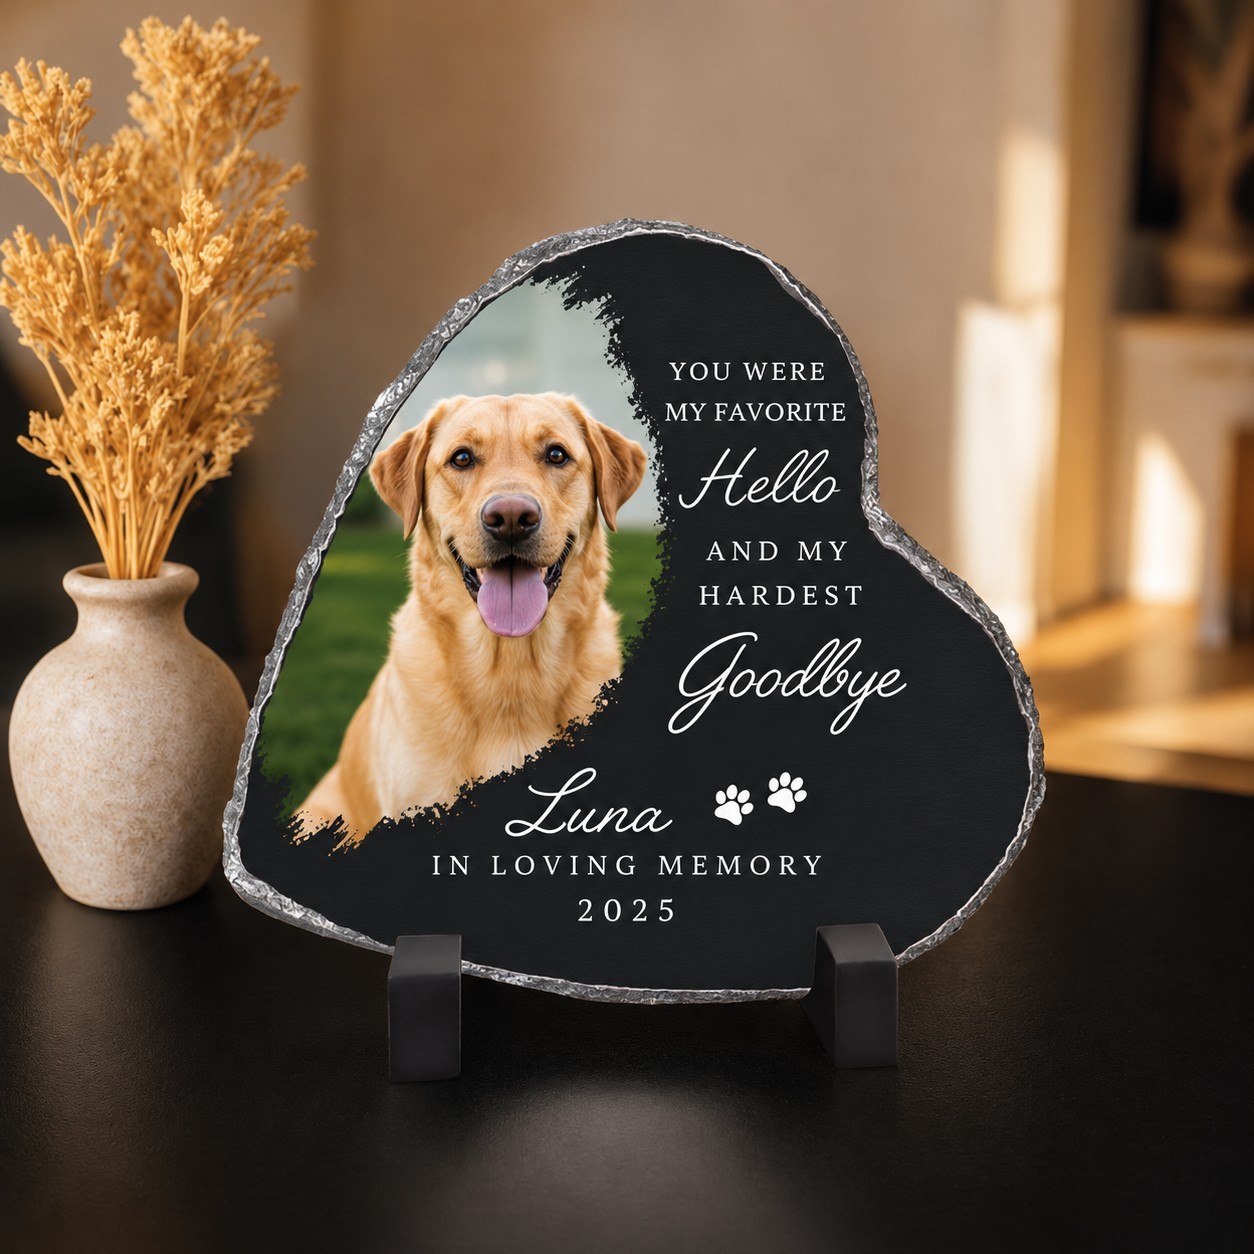 YOU WERE
MY FAVORITE
Hello
AND MY
HARDEST
Goodbye
Luna
IN LOVING MEMORY
2025